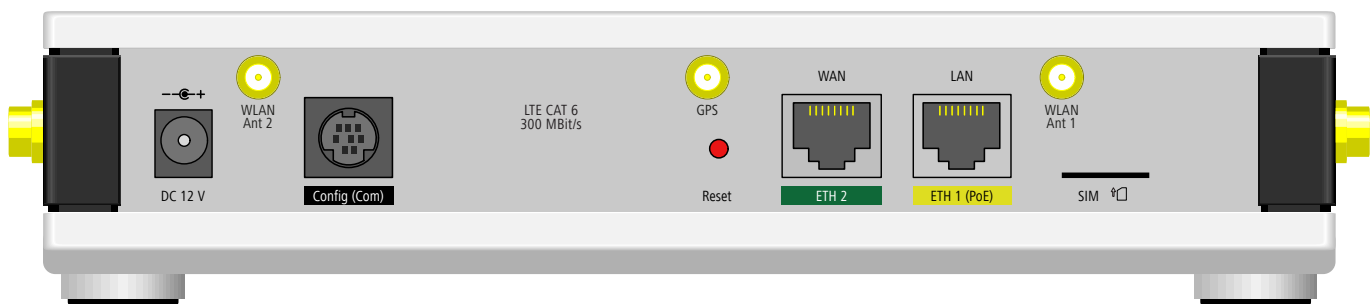 WLAN
Ant 2
DC 12 V
Config (Com)
LTE CAT 6
300 MBit/s
GPS
Reset
WAN
ETH 2
LAN
ETH 1 (PoE)
WLAN
Ant 1
SIM